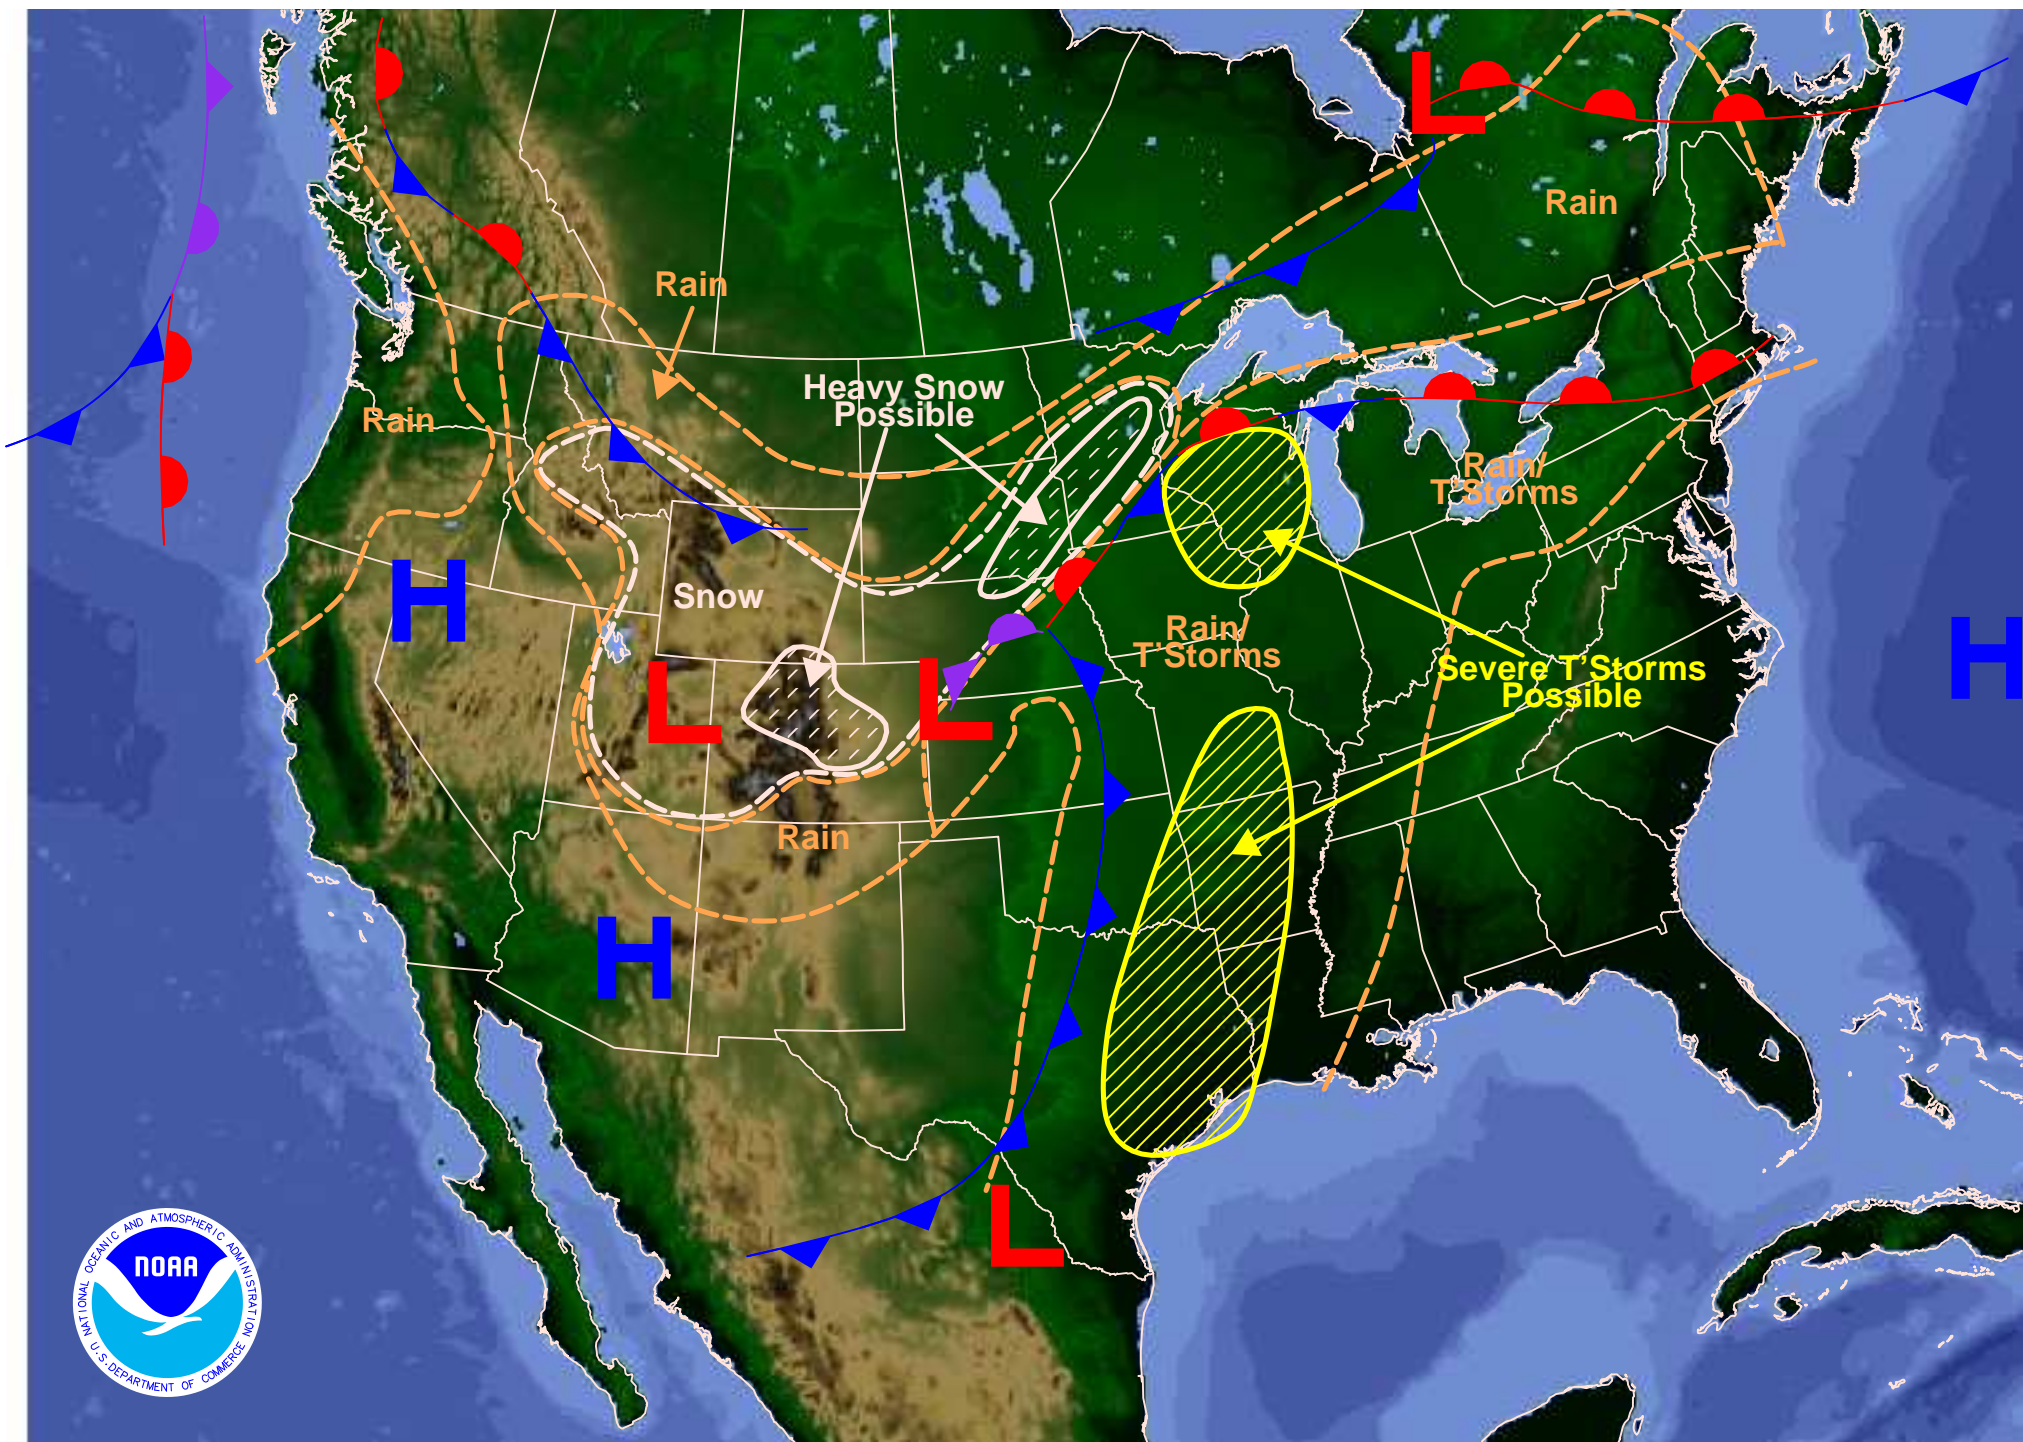 L
Rain
Rain
Heavy Snow
Possible
Rain
Rain/
T'Storms
H
Snow
Rain/
T'Storms
H
Severe T'Storms
Possible
L
L
Rain
H
L
NATIONAL OCEANIC AND ATMOSPHERIC ADMINISTRATION
NOAA
U.S. DEPARTMENT OF COMMERCE